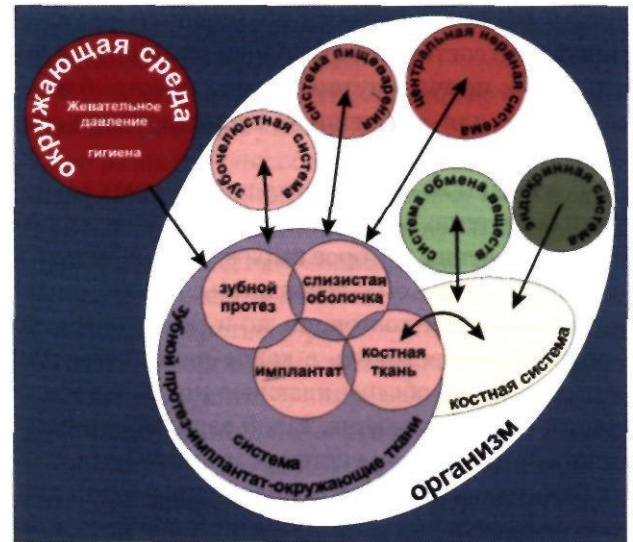 окружающая среда
Жевательное
давление
гигиена
зубочелюстная система
система пищеварения
центральная нервная система
система обмена веществ
эндокринная система
зубной
протез
слизистая
оболочка
имплантат
костная
ткань
костная система
система
Зубной протез-имплантат-окружающие ткани
организм